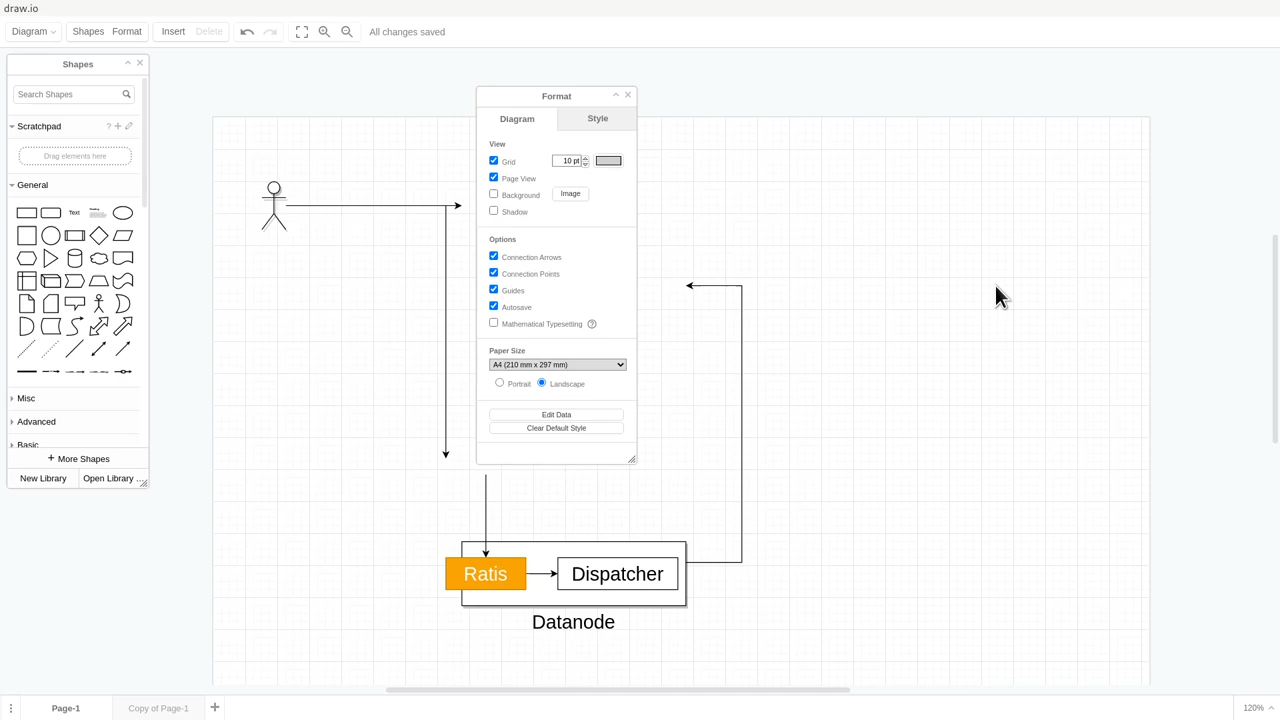 draw.io
Diagram Shapes Format Insert Delete All changes saved
Shapes
Search Shapes
Scratchpad ?
Drag elements here
General
Text
Heading
Misc
Advanced
Basic
+ More Shapes
New Library Open Library ...
Format
Diagram Style
View
Grid 10 pt
Page View
Background Image
Shadow
Options
Connection Arrows
Connection Points
Guides
Autosave
Mathematical Typesetting ?
Paper Size
A4 (210 mm x 297 mm)
Portrait Landscape
Edit Data
Clear Default Style
Ratis Dispatcher
Datanode
Page-1 Copy of Page-1 120%